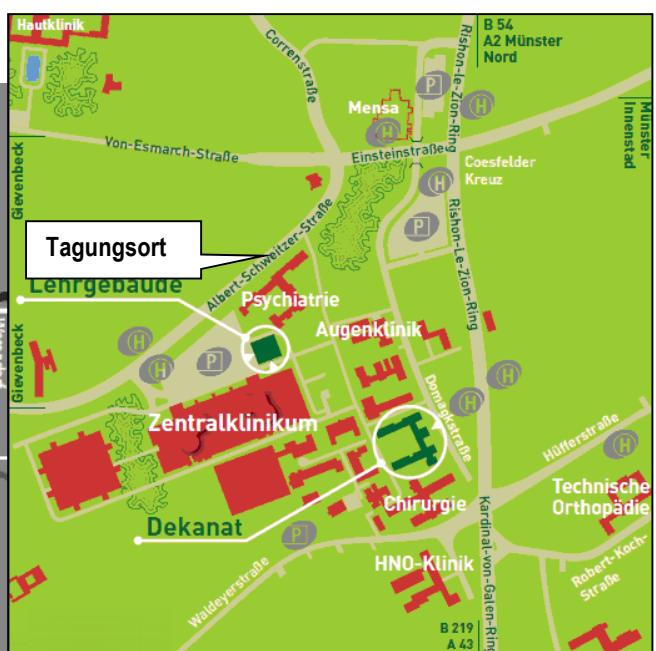 Hautklinik
Correnstraße
Rishon-le-Zion-Ring
B 54
A2 Münster
Nord
P
H
Mensa
H
H
Münster
Innenstad
Von-Esmarch-Straße
Einsteinstraße
Coesfelder
Kreuz
Gievenbeck
P
Rishon-Le-Zion-Ring
Tagungsort
Albert-Schweitzer-Straße
Lehrgebäude
Psychiatrie
Augenklinik
H
H
P
Gievenbeck
H
H
Domagkstraße
Zentralklinikum
Hüfferstraße
H
Technische
Orthopädie
Chirurgie
Dekanat
P
Kardinal-von-Galen-Ring
HNO-Klinik
Robert-Koch-
Straße
Waldeyerstraße
B 219
A 43